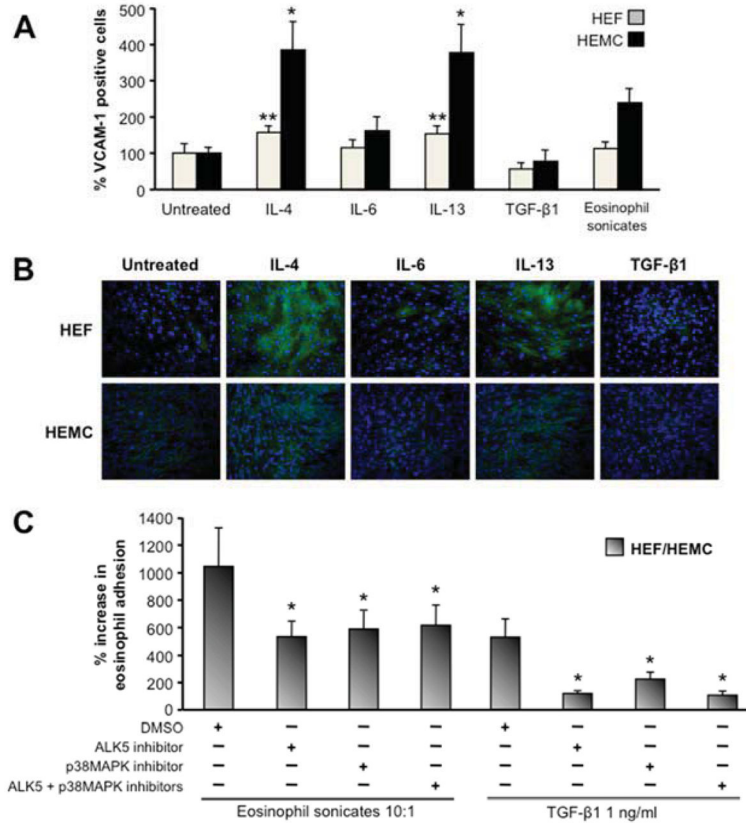 A
% VCAM-1 positive cells
500
400
300
200
100
0
* *
** **
HEF
HEMC
Untreated IL-4 IL-6 IL-13 TGF-β1 Eosinophil
sonicates
B
Untreated IL-4 IL-6 IL-13 TGF-β1
HEF
HEMC
C
% increase in
eosinophil adhesion
1400
1200
1000
800
600
400
200
0
HEF/HEMC
* * * * * *
DMSO + – – – + – – –
ALK5 inhibitor – + – – – + – –
p38MAPK inhibitor – – + – – – + –
ALK5 + p38MAPK inhibitors – – – + – – – +
Eosinophil sonicates 10:1 TGF-β1 1 ng/ml